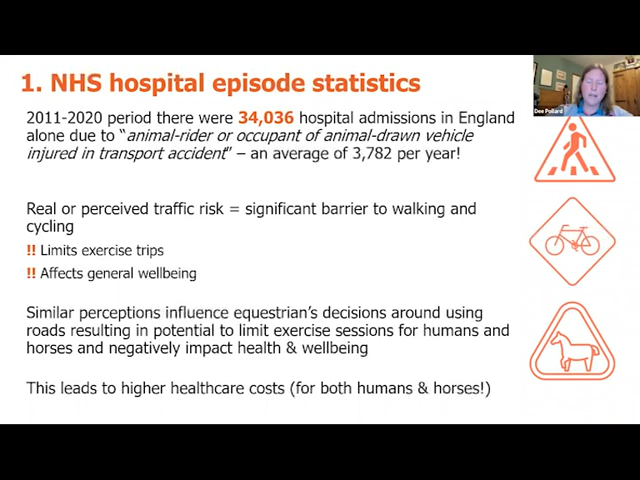 1. NHS hospital episode statistics
Dee Pollard
2011-2020 period there were 34,036 hospital admissions in England
alone due to "animal-rider or occupant of animal-drawn vehicle
injured in transport accident" – an average of 3,782 per year!
Real or perceived traffic risk = significant barrier to walking and
cycling
!! Limits exercise trips
!! Affects general wellbeing
Similar perceptions influence equestrian's decisions around using
roads resulting in potential to limit exercise sessions for humans and
horses and negatively impact health & wellbeing
This leads to higher healthcare costs (for both humans & horses!)